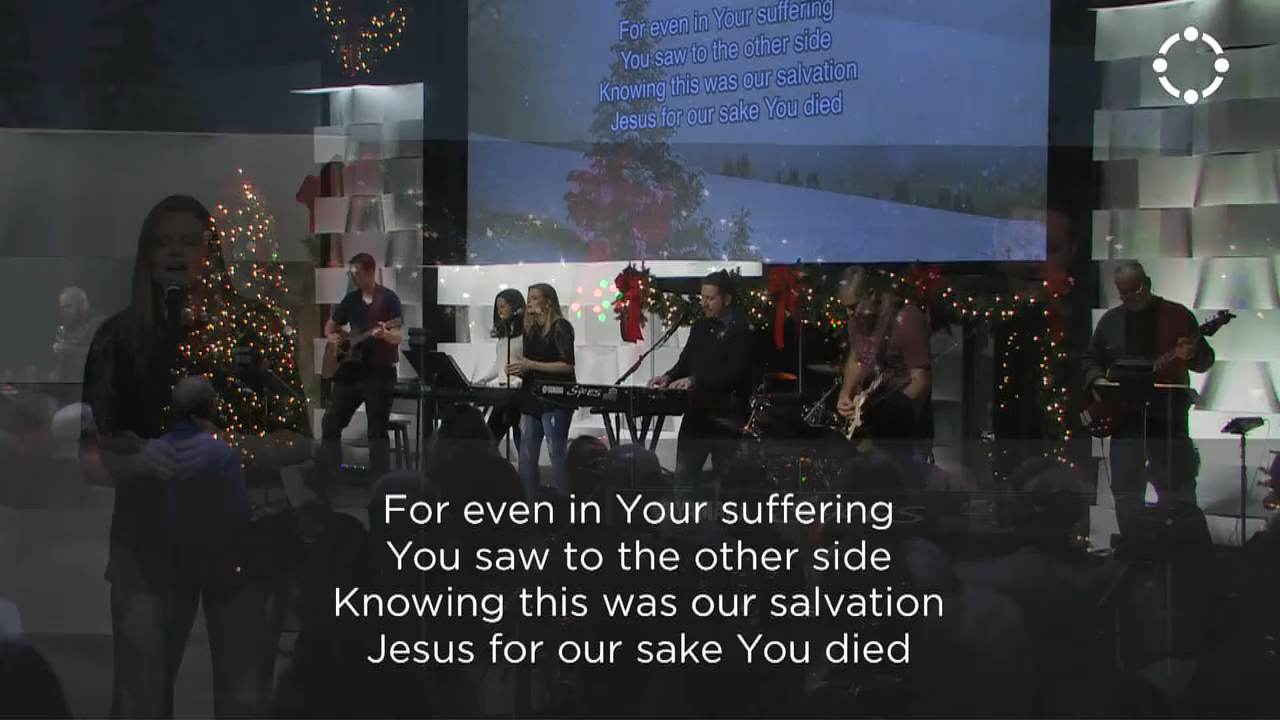 For even in Your suffering
You saw to the other side
Knowing this was our salvation
Jesus for our sake You died
YAMAHA
For even in Your suffering
You saw to the other side
Knowing this was our salvation
Jesus for our sake You died